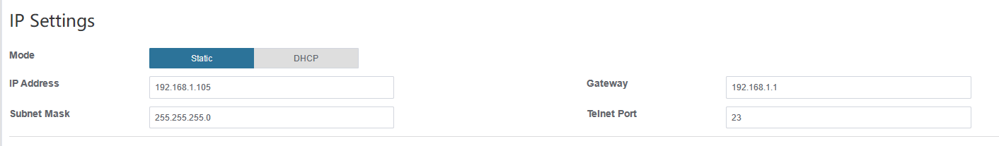 IP Settings
Mode Static DHCP
IP Address 192.168.1.105 Gateway 192.168.1.1
Subnet Mask 255.255.255.0 Telnet Port 23